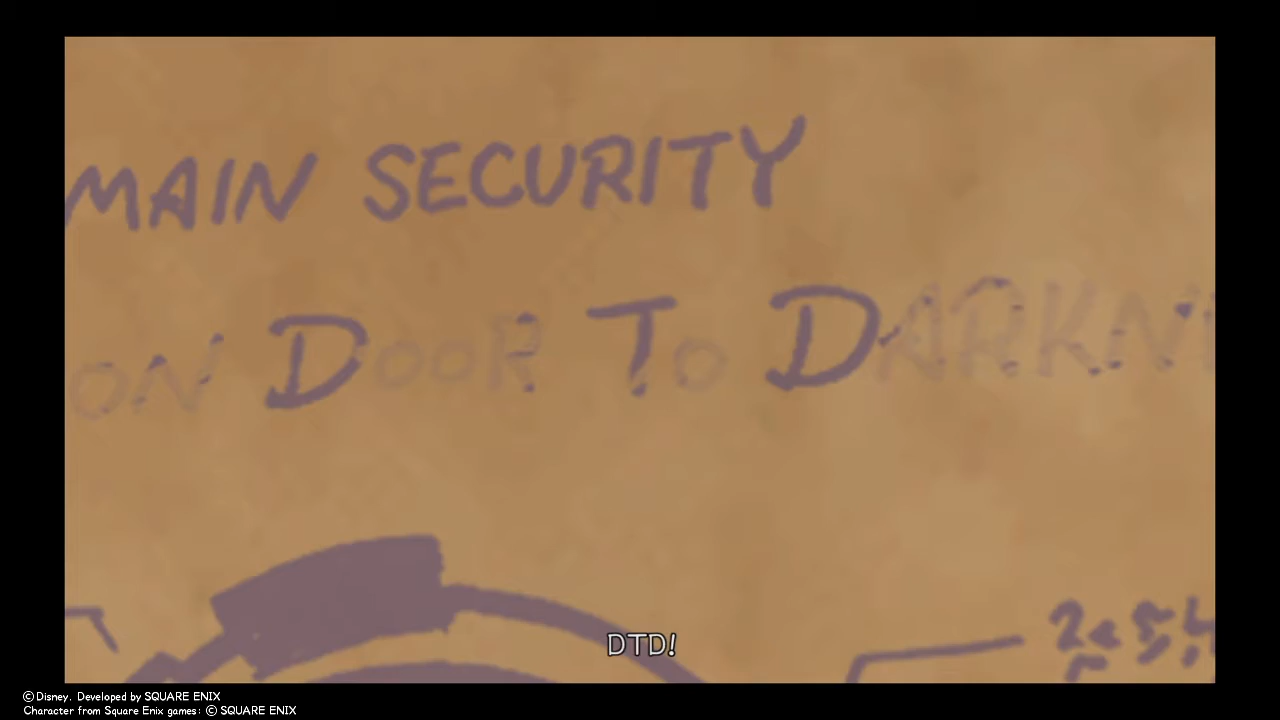 MAIN SECURITY
ON DOOR TO DARKN
DTD!
©Disney. Developed by SQUARE ENIX
Character from Square Enix games: © SQUARE ENIX